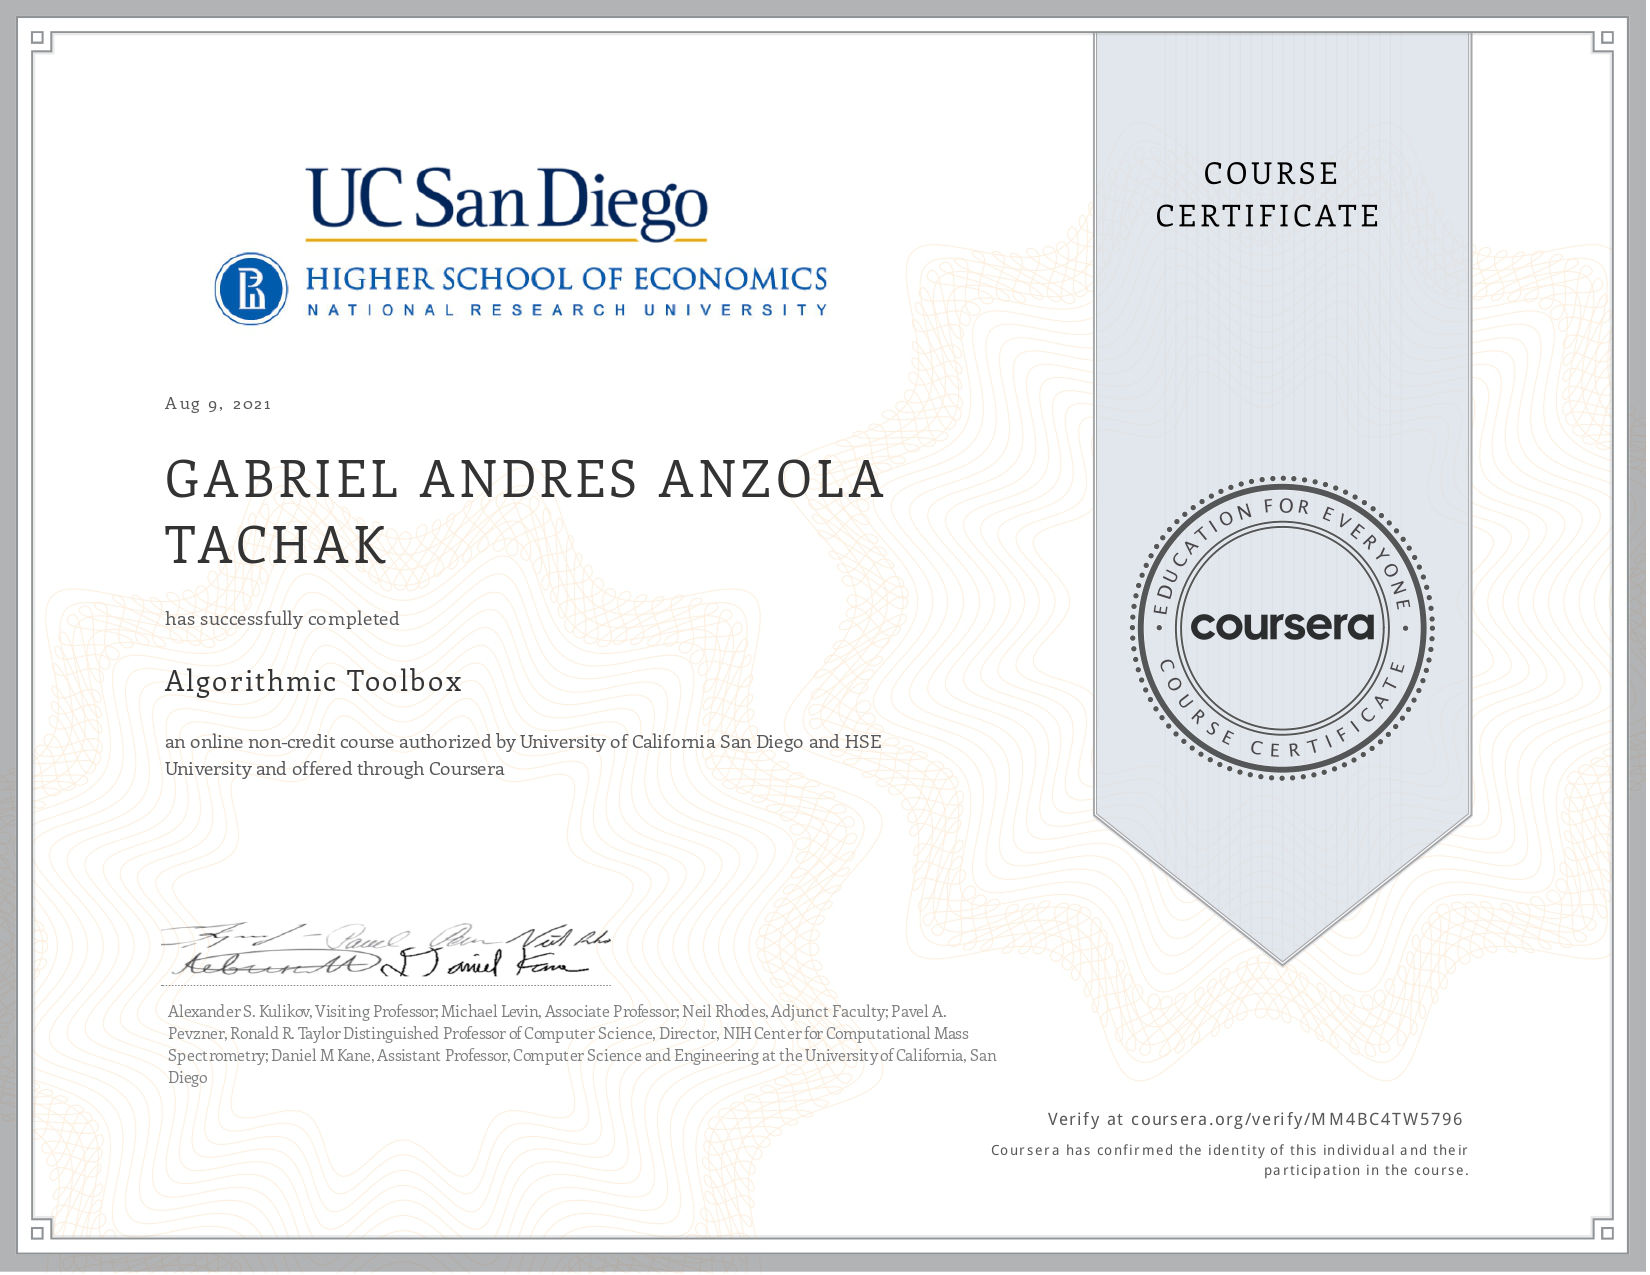 UC San Diego
HIGHER SCHOOL OF ECONOMICS
NATIONAL RESEARCH UNIVERSITY
COURSE
CERTIFICATE
Aug 9, 2021
GABRIEL ANDRES ANZOLA
TACHAK
has successfully completed
Algorithmic Toolbox
an online non-credit course authorized by University of California San Diego and HSE
University and offered through Coursera
EDUCATION FOR EVERYONE
coursera
COURSE CERTIFICATE
Daniel Kane
Alexander S. Kulikov, Visiting Professor; Michael Levin, Associate Professor; Neil Rhodes, Adjunct Faculty; Pavel A.
Pevzner, Ronald R. Taylor Distinguished Professor of Computer Science, Director, NIH Center for Computational Mass
Spectrometry; Daniel M Kane, Assistant Professor, Computer Science and Engineering at the University of California, San
Diego
Verify at coursera.org/verify/MM4BC4TW5796
Coursera has confirmed the identity of this individual and their
participation in the course.